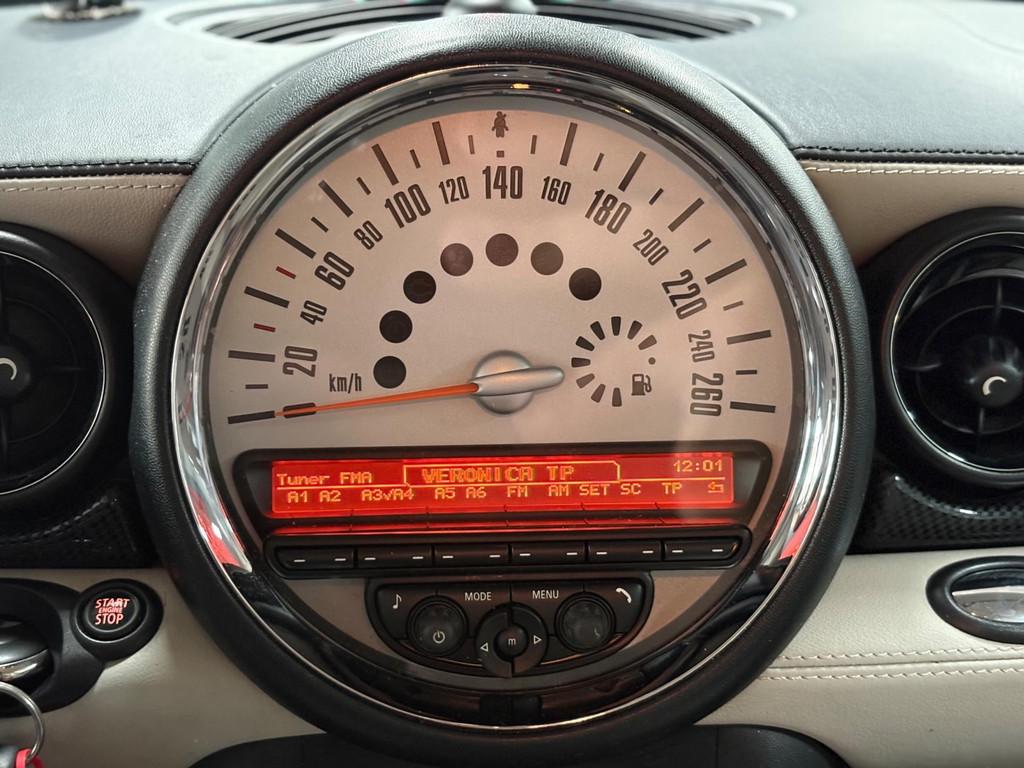 20
40
60
80
100
120
140
160
180
200
220
240
260
km/h
VERONICA TP
12:01
Tuner FMA
A1 A2 A3vA4 A5 A6 FM AM SET SC TP
START
ENGINE
STOP
MODE
MENU
m